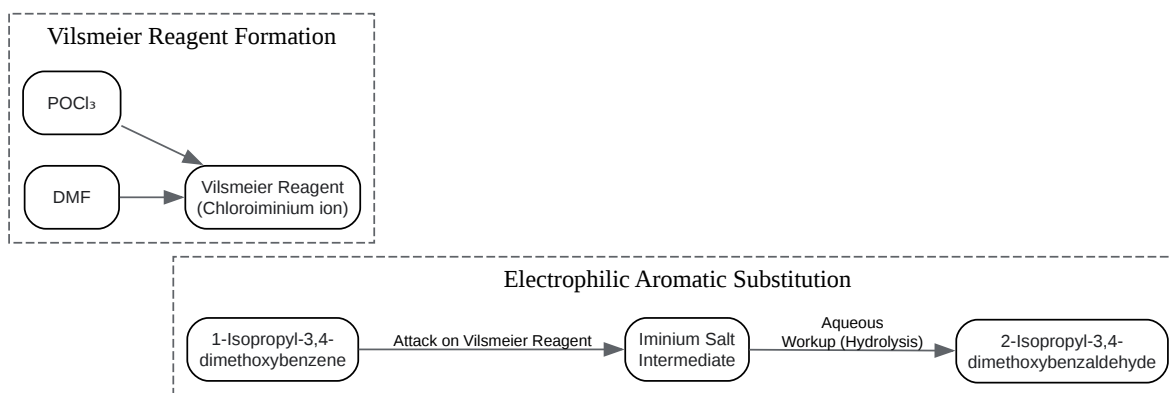 Vilsmeier Reagent Formation
POCl₃
DMF
Vilsmeier Reagent
(Chloroiminium ion)
Electrophilic Aromatic Substitution
1-Isopropyl-3,4-
dimethoxybenzene
Attack on Vilsmeier Reagent
Iminium Salt
Intermediate
Aqueous
Workup (Hydrolysis)
2-Isopropyl-3,4-
dimethoxybenzaldehyde